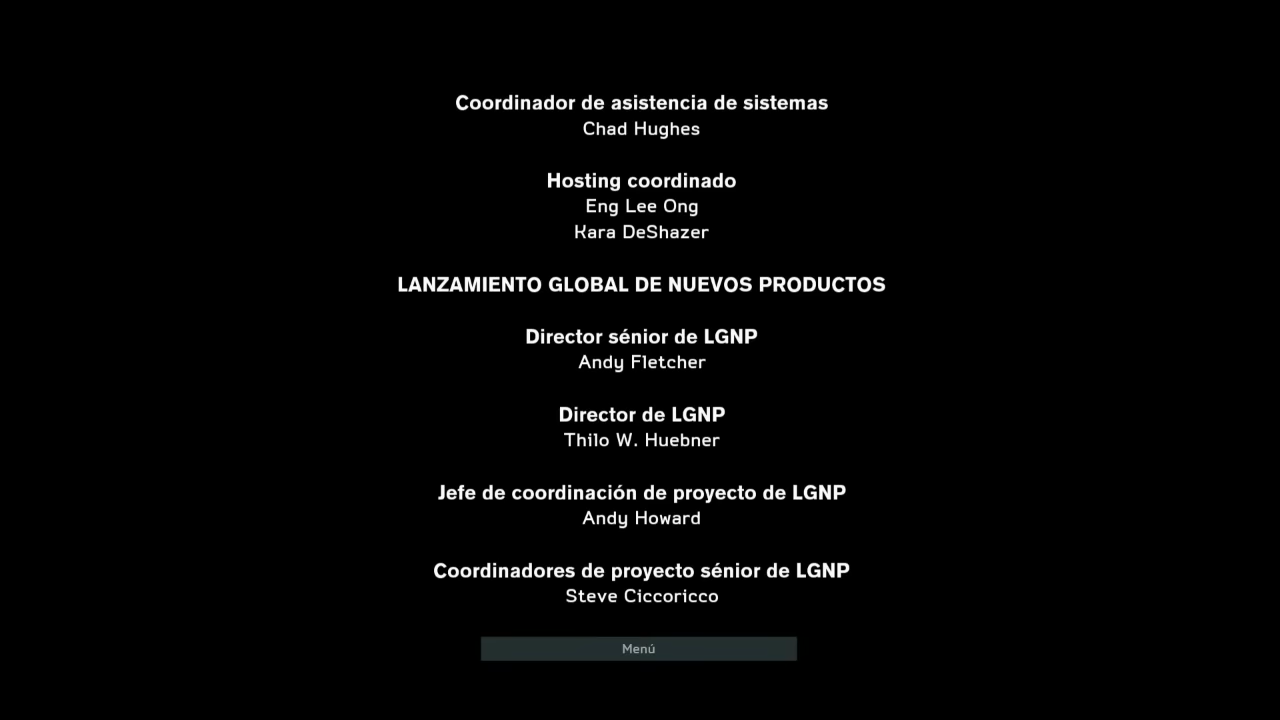 Coordinador de asistencia de sistemas
Chad Hughes
Hosting coordinado
Eng Lee Ong
Kara DeShazer
LANZAMIENTO GLOBAL DE NUEVOS PRODUCTOS
Director sénior de LGNP
Andy Fletcher
Director de LGNP
Thilo W. Huebner
Jefe de coordinación de proyecto de LGNP
Andy Howard
Coordinadores de proyecto sénior de LGNP
Steve Ciccoricco
Menú